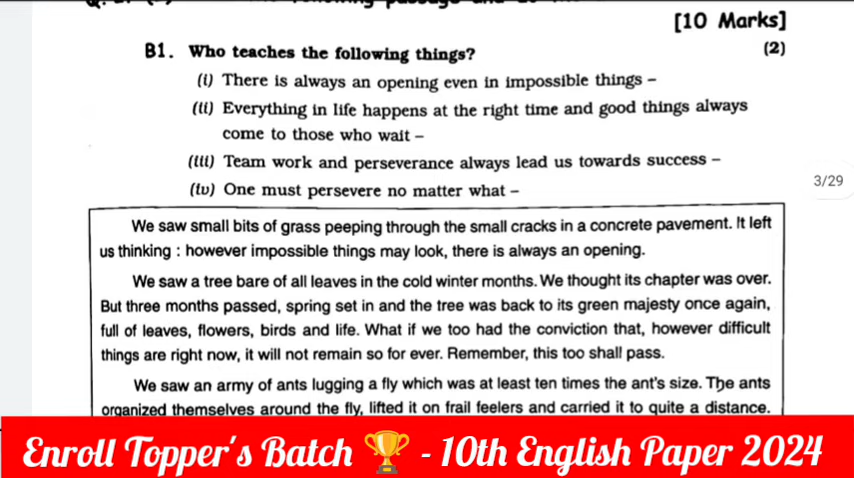 [10 Marks]
B1. Who teaches the following things? (2)
(i) There is always an opening even in impossible things –
(ii) Everything in life happens at the right time and good things always
come to those who wait –
(iii) Team work and perseverance always lead us towards success –
3/29
(iv) One must persevere no matter what –
We saw small bits of grass peeping through the small cracks in a concrete pavement. It left
us thinking : however impossible things may look, there is always an opening.
We saw a tree bare of all leaves in the cold winter months. We thought its chapter was over.
But three months passed, spring set in and the tree was back to its green majesty once again,
full of leaves, flowers, birds and life. What if we too had the conviction that, however difficult
things are right now, it will not remain so for ever. Remember, this too shall pass.
We saw an army of ants lugging a fly which was at least ten times the ant's size. The ants
organized themselves around the fly, lifted it on frail feelers and carried it to quite a distance.
Enroll Topper's Batch 🏆 - 10th English Paper 2024